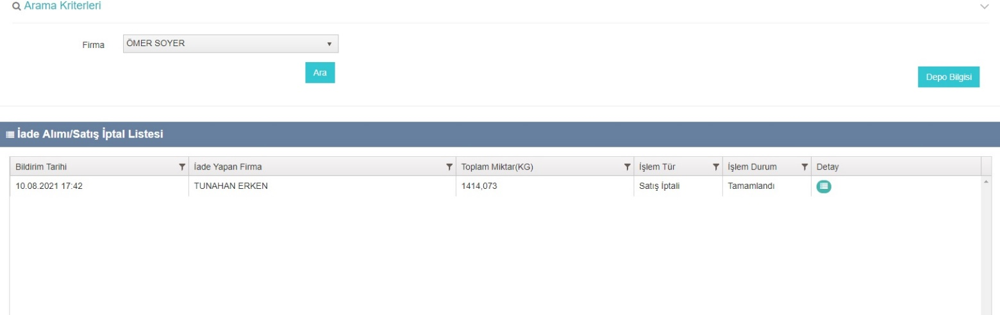 Arama Kriterleri
Firma ÖMER SOYER
Ara
Depo Bilgisi
İade Alımı/Satış İptal Listesi
Bildirim Tarihi İade Yapan Firma Toplam Miktar(KG) İşlem Tür İşlem Durum Detay
10.08.2021 17:42 TUNAHAN ERKEN 1414,073 Satış İptali Tamamlandı